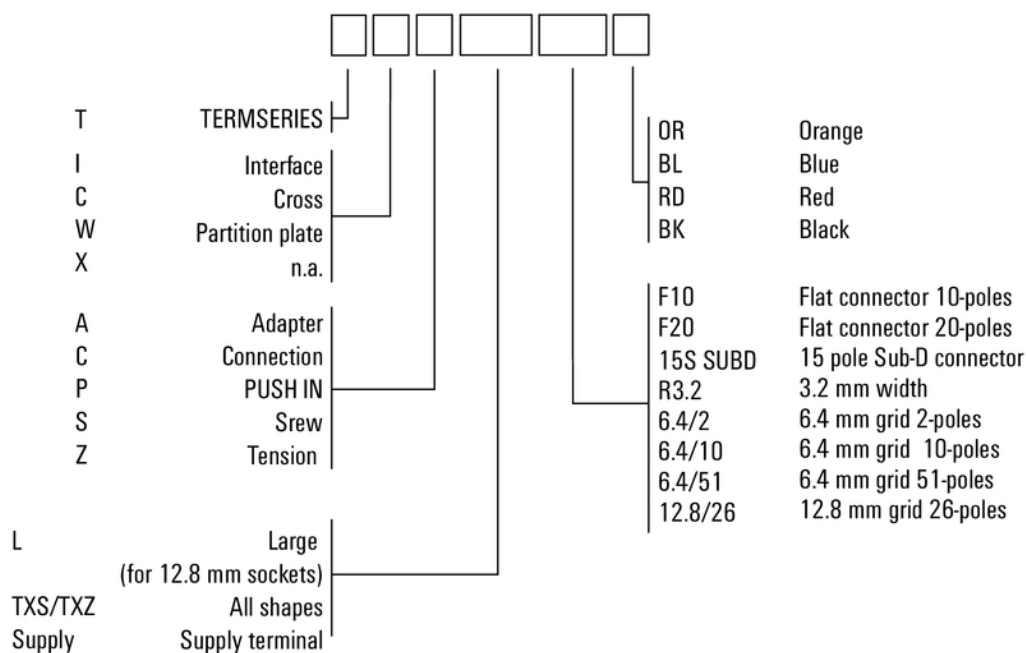 T TERMSERIES
I Interface
C Cross
W Partition plate
X n.a.
A Adapter
C Connection
P PUSH IN
S Srew
Z Tension
L Large
(for 12.8 mm sockets)
TXS/TXZ All shapes
Supply Supply terminal
OR Orange
BL Blue
RD Red
BK Black
F10 Flat connector 10-poles
F20 Flat connector 20-poles
15S SUBD 15 pole Sub-D connector
R3.2 3.2 mm width
6.4/2 6.4 mm grid 2-poles
6.4/10 6.4 mm grid 10-poles
6.4/51 6.4 mm grid 51-poles
12.8/26 12.8 mm grid 26-poles